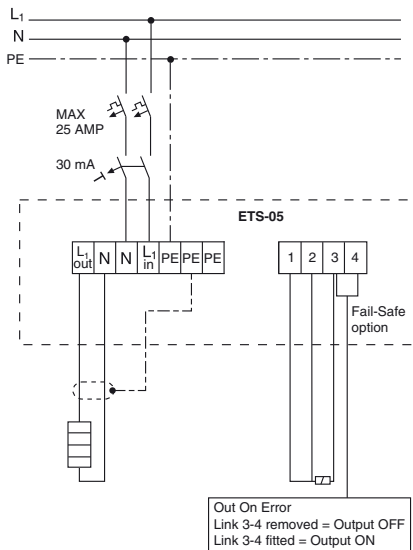 L1
N
PE
MAX
25 AMP
30 mA
ETS-05
L1 out N N L1 in PE PE PE
1 2 3 4
Fail-Safe
option
Out On Error
Link 3-4 removed = Output OFF
Link 3-4 fitted = Output ON